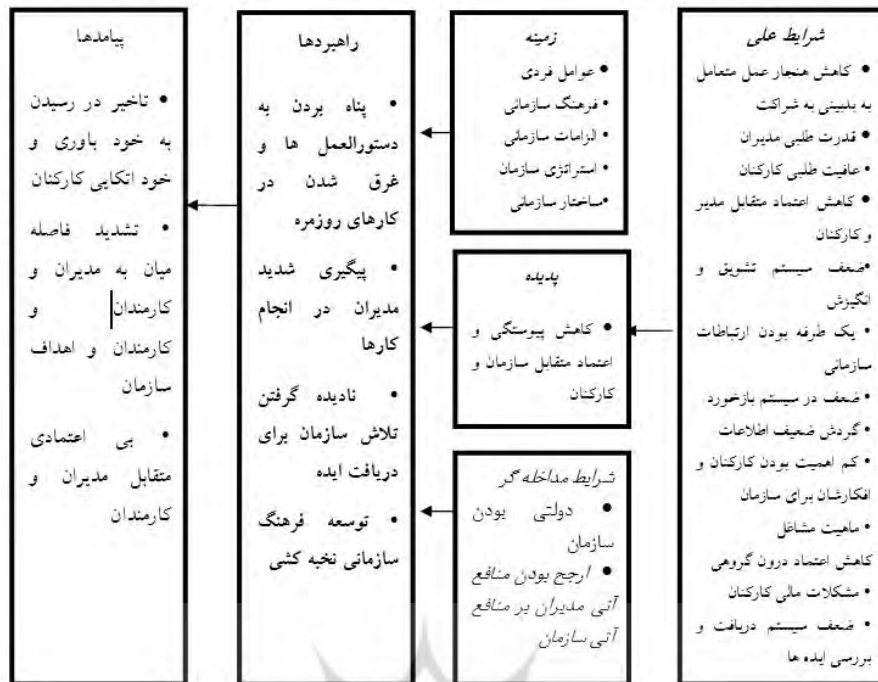 شرایط علی
• کاهش هنجار عمل متعامل
به بدبینی به شراکت
• قدرت طلبی مدیران
• عافیت طلبی کارکنان
• کاهش اعتماد متقابل مدیر
و کارکنان
•ضعف سیستم تشویق و
انگیزش
• یک طرفه بودن ارتباطات
سازمانی
• ضعف در سیستم بازخورد
• گردش ضعیف اطلاعات
• کم اهمیت بودن کارکنان و
افکارشان برای سازمان
• ماهیت مشاغل
کاهش اعتماد درون گروهی
• مشکلات مالی کارکنان
• ضعف سیستم دریافت و
بررسی ایده ها
زمینه
• عوامل فردی
• فرهنگ سازمانی
• الزامات سازمانی
• استراتژی سازمان
•ساختار سازمانی
پدیده
• کاهش پیوستگی و
اعتماد متقابل سازمان و
کارکنان
شرایط مداخله گر
• دولتی بودن
سازمان
• ارجح بودن منافع
آنی مدیران بر منافع
آتی سازمان
راهبردها
• پناه بردن به
دستورالعمل ها و
غرق شدن در
کارهای روزمره
• پیگیری شدید
مدیران در انجام
کارها
• نادیده گرفتن
تلاش سازمان برای
دریافت ایده
• توسعه فرهنگ
سازمانی نخبه کشی
پیامدها
• تاخیر در رسیدن
به خود باوری و
خود اتکایی کارکنان
• تشدید فاصله
میان به مدیران و
کارمندان و
کارمندان و اهداف
سازمان
• بی اعتمادی
متقابل مدیران و
کارمندان